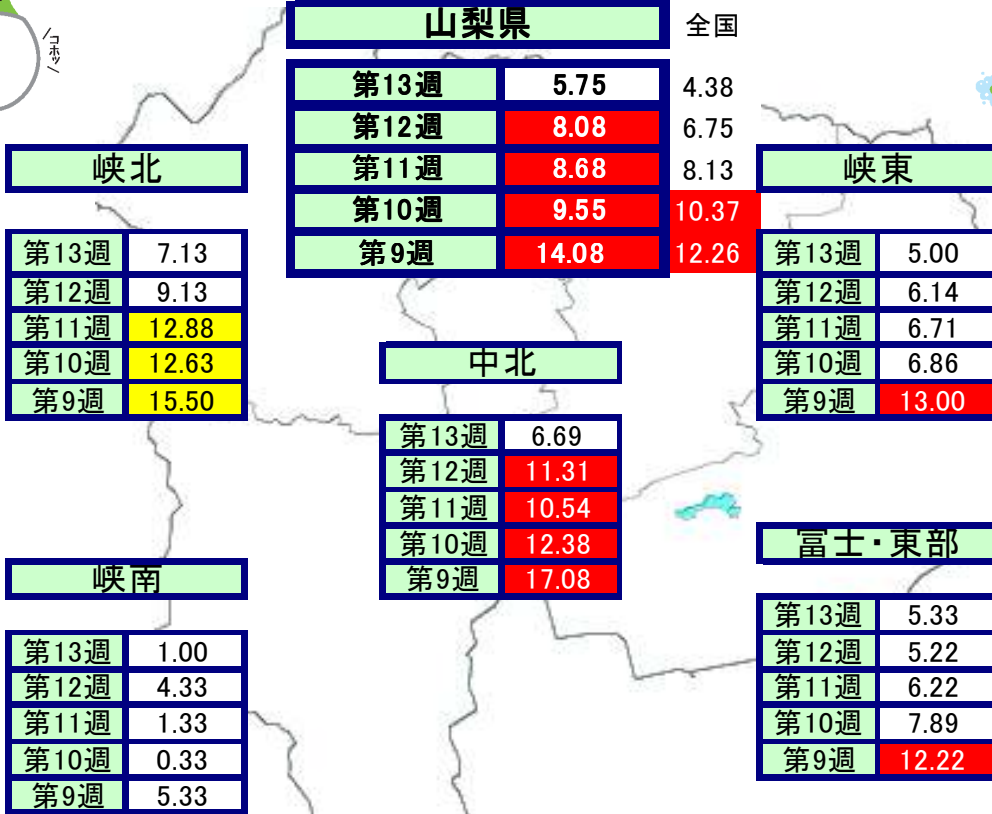 コホッ
山梨県 全国
第13週 5.75 4.38
第12週 8.08 6.75
第11週 8.68 8.13
第10週 9.55 10.37
第9週 14.08 12.26
峡北
第13週 7.13
第12週 9.13
第11週 12.88
第10週 12.63
第9週 15.50
峡東
第13週 5.00
第12週 6.14
第11週 6.71
第10週 6.86
第9週 13.00
中北
第13週 6.69
第12週 11.31
第11週 10.54
第10週 12.38
第9週 17.08
峡南
第13週 1.00
第12週 4.33
第11週 1.33
第10週 0.33
第9週 5.33
富士・東部
第13週 5.33
第12週 5.22
第11週 6.22
第10週 7.89
第9週 12.22